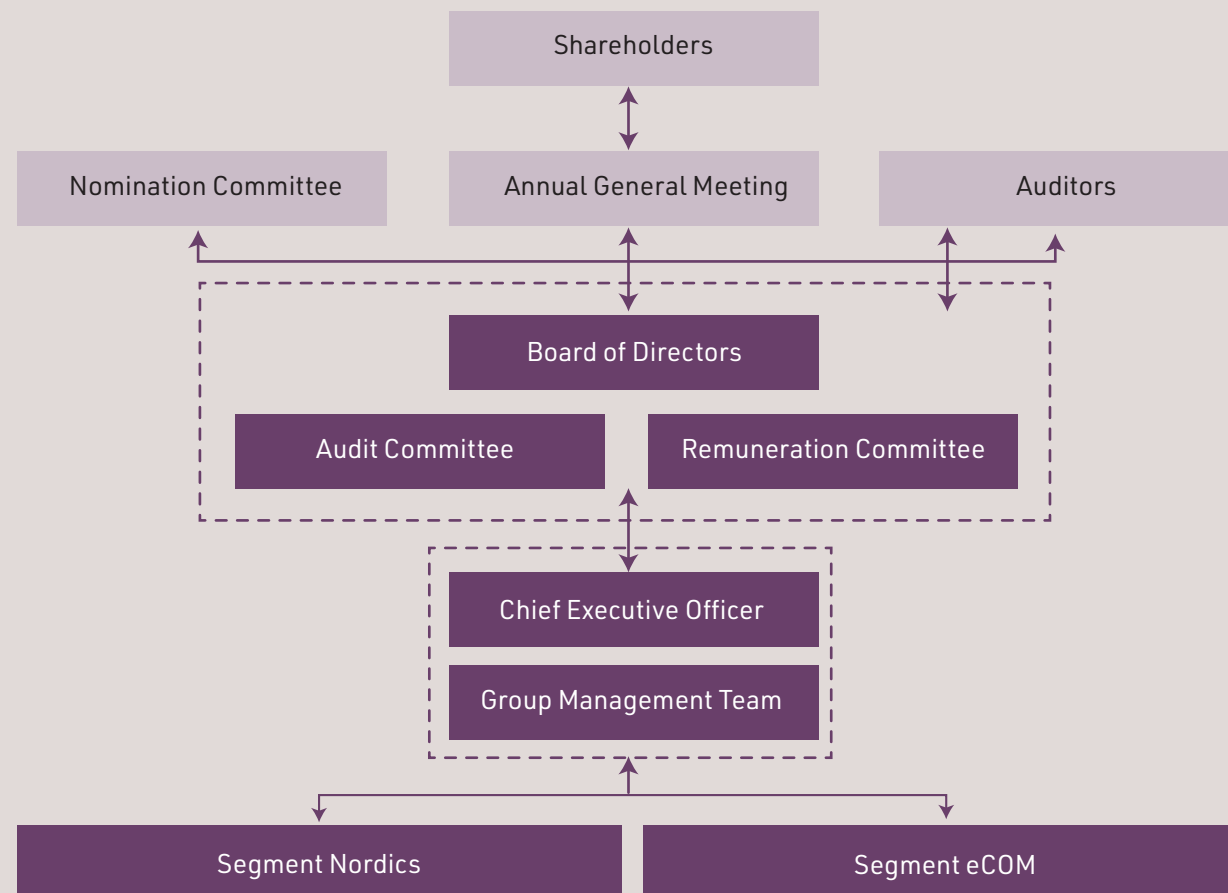 Shareholders
Nomination Committee
Annual General Meeting
Auditors
Board of Directors
Audit Committee
Remuneration Committee
Chief Executive Officer
Group Management Team
Segment Nordics
Segment eCOM